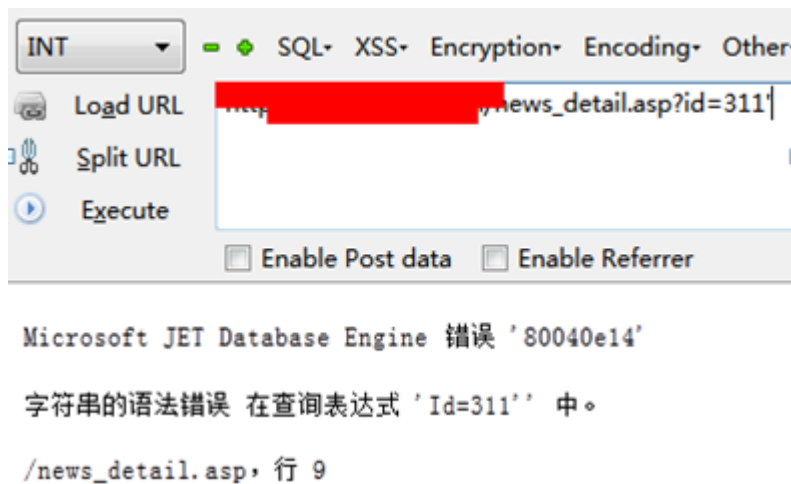 INT SQL- XSS- Encryption- Encoding- Other
Load URL
/news_detail.asp?id=311'
Split URL
Execute
Enable Post data Enable Referrer
Microsoft JET Database Engine 错误 '80040e14'
字符串的语法错误 在查询表达式 'Id=311'' 中。
/news_detail.asp，行 9